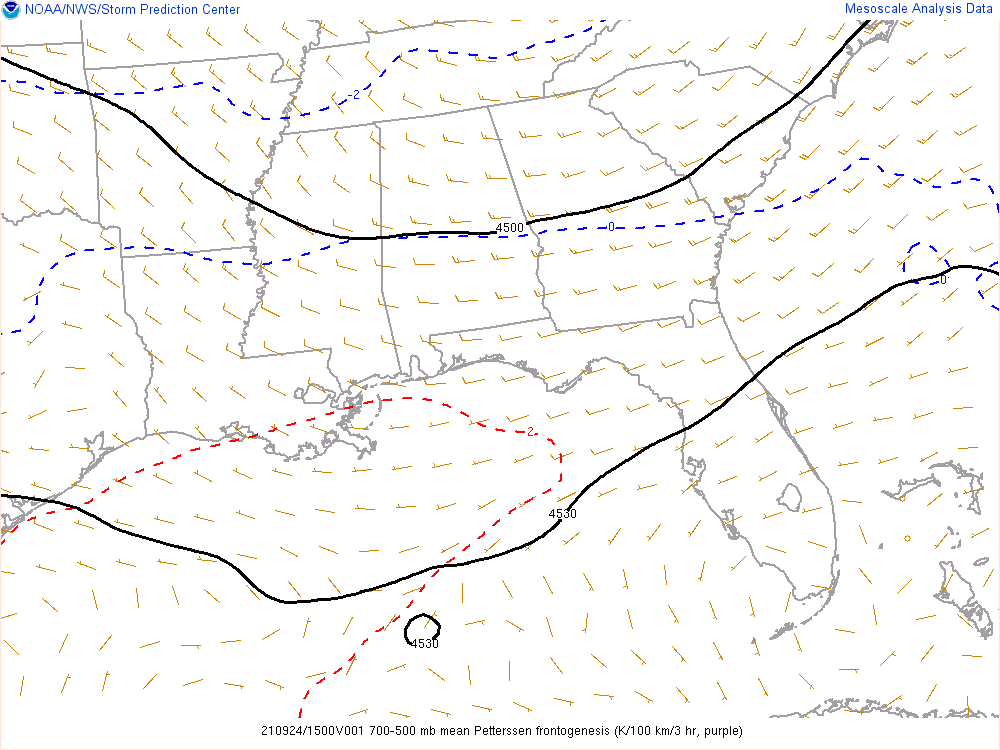 NOAA/NWS/Storm Prediction Center
Mesoscale Analysis Data
-2
4500
0
0
2
4530
4530
210924/1500V001 700-500 mb mean Petterssen frontogenesis (K/100 km/3 hr, purple)